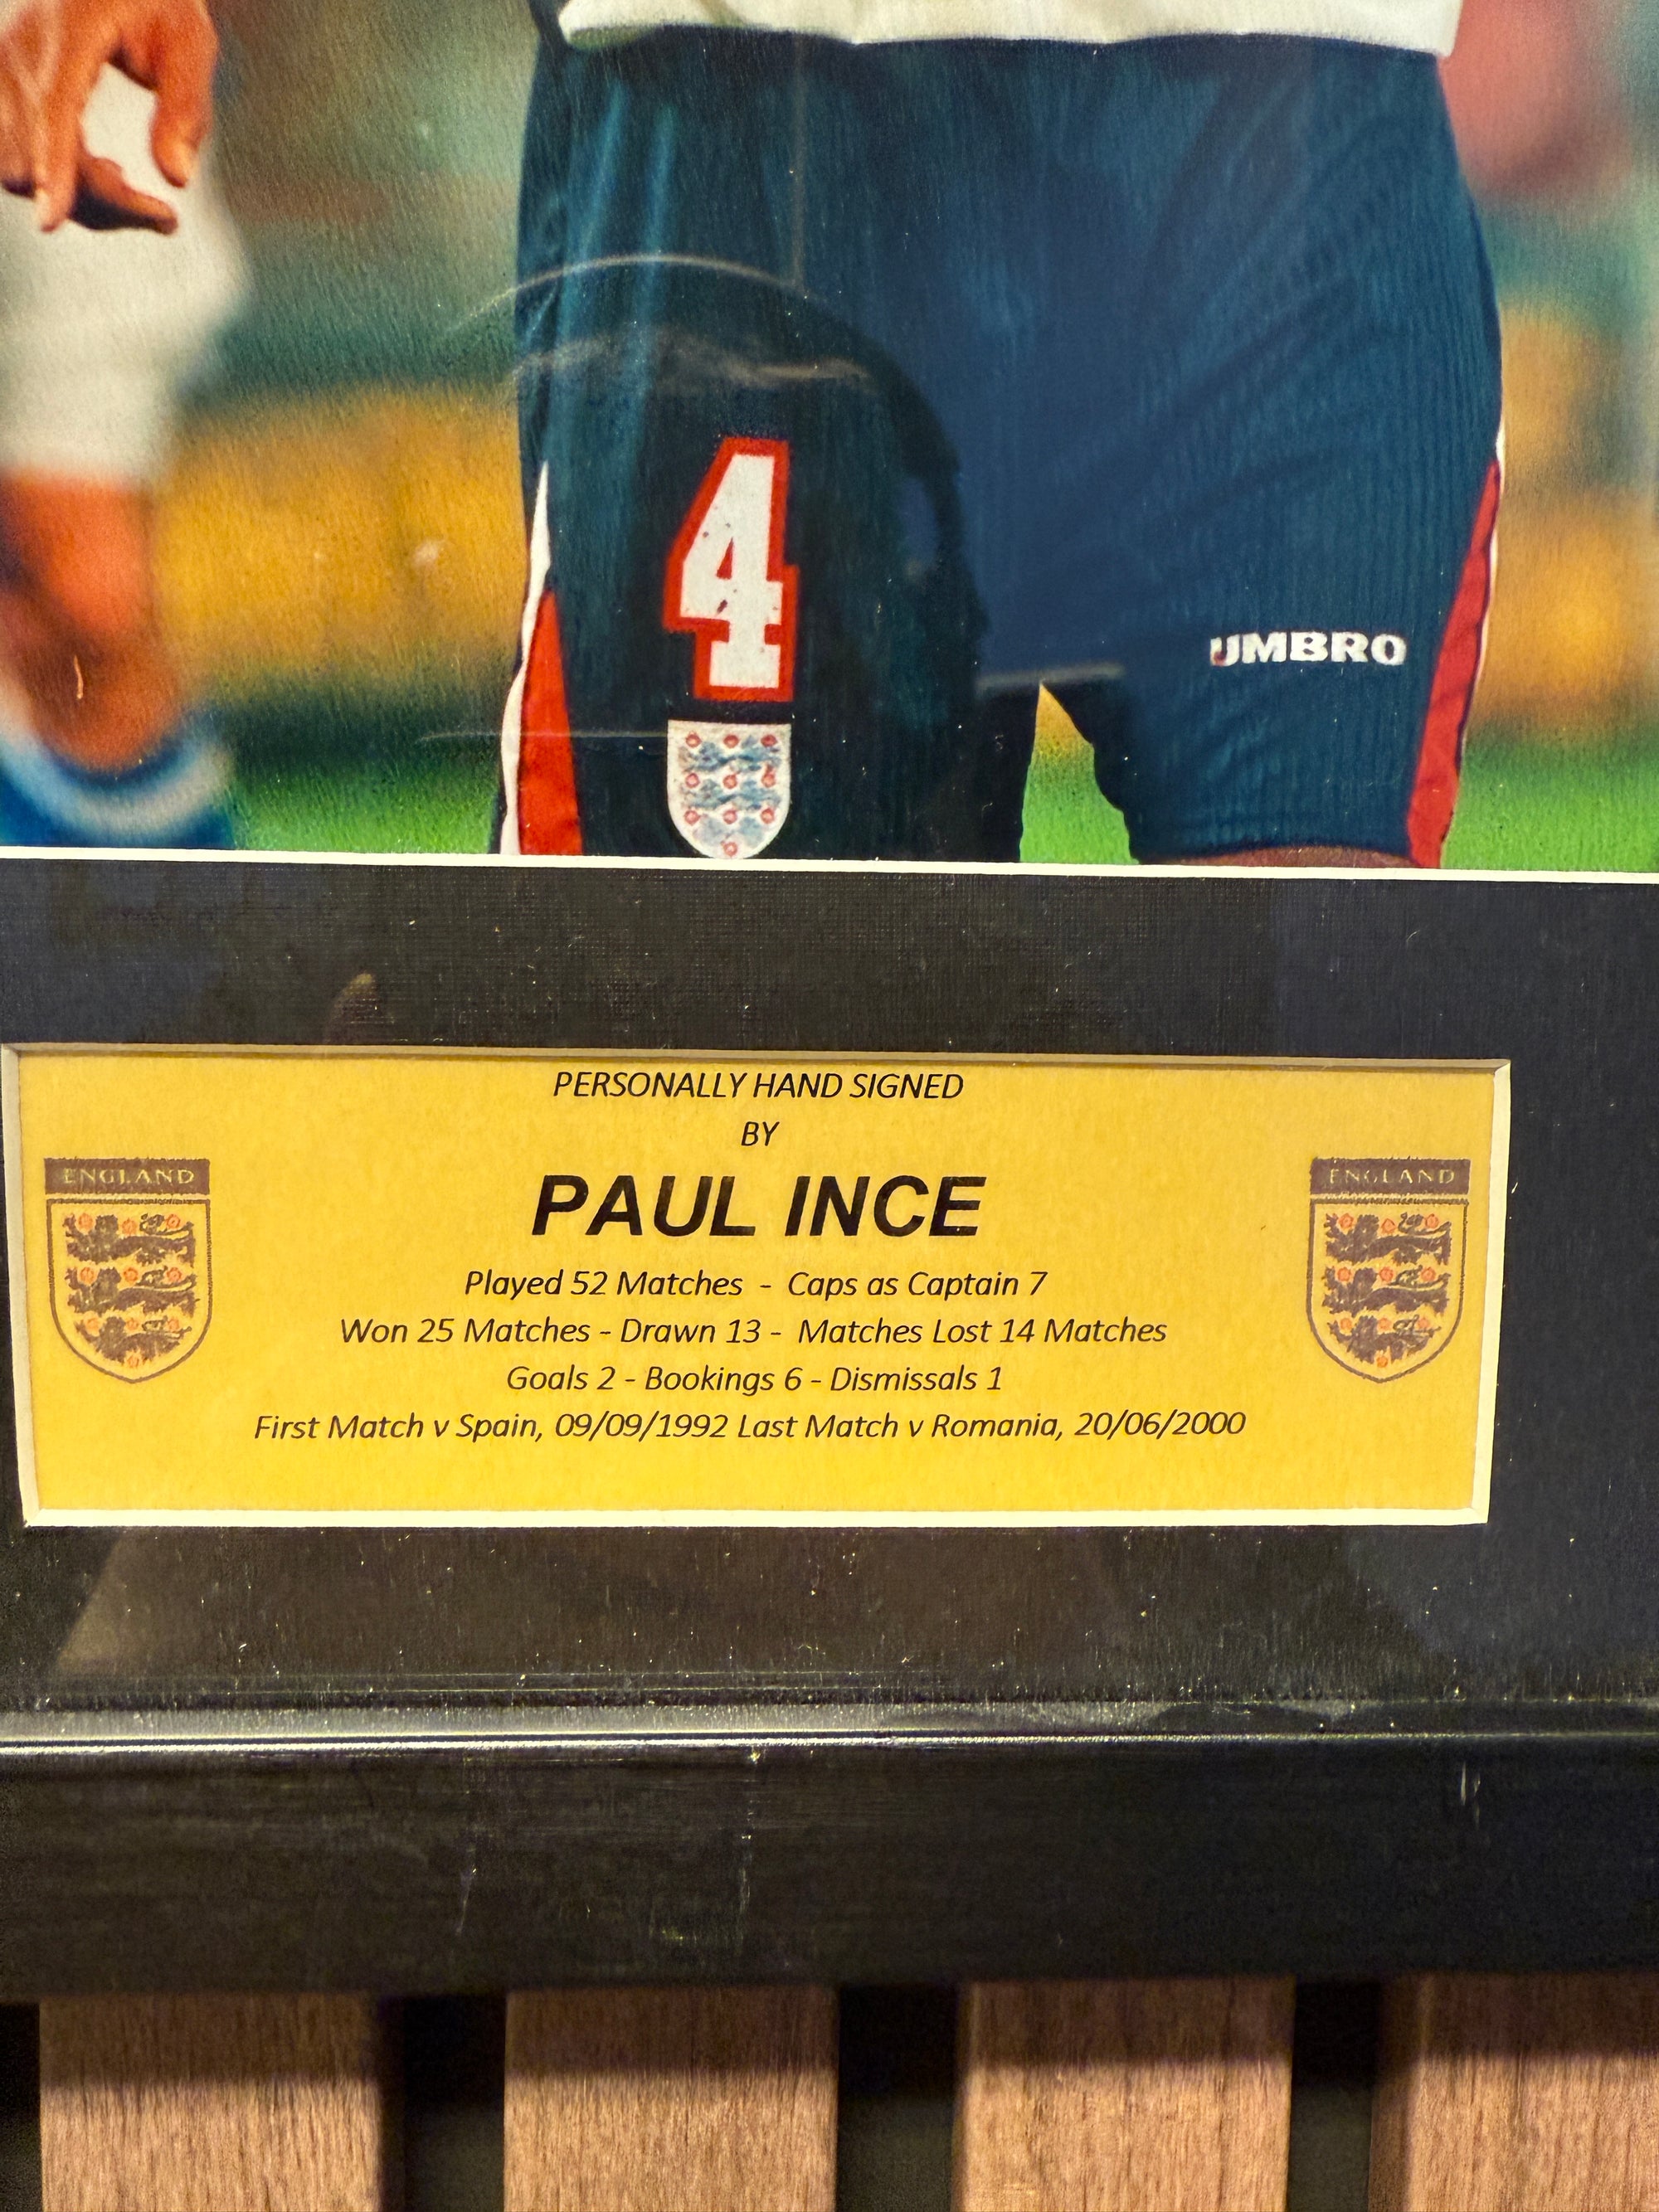 4
UMBRO
PERSONALLY HAND SIGNED
BY
PAUL INCE
ENGLAND
ENGLAND
Played 52 Matches - Caps as Captain 7
Won 25 Matches - Drawn 13 - Matches Lost 14 Matches
Goals 2 - Bookings 6 - Dismissals 1
First Match v Spain, 09/09/1992 Last Match v Romania, 20/06/2000